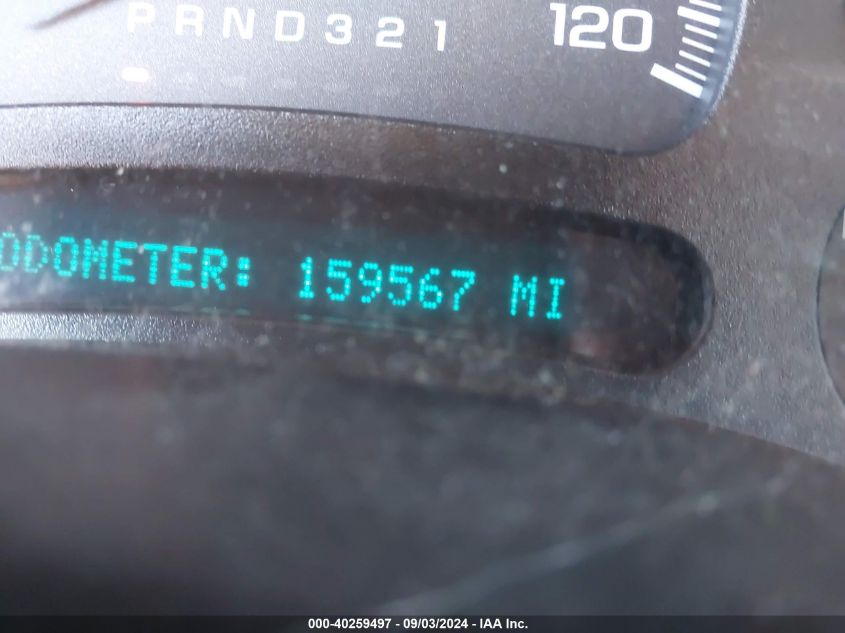 PRND321
120
ODOMETER: 159567 MI
000-40259497 - 09/03/2024 - IAA Inc.